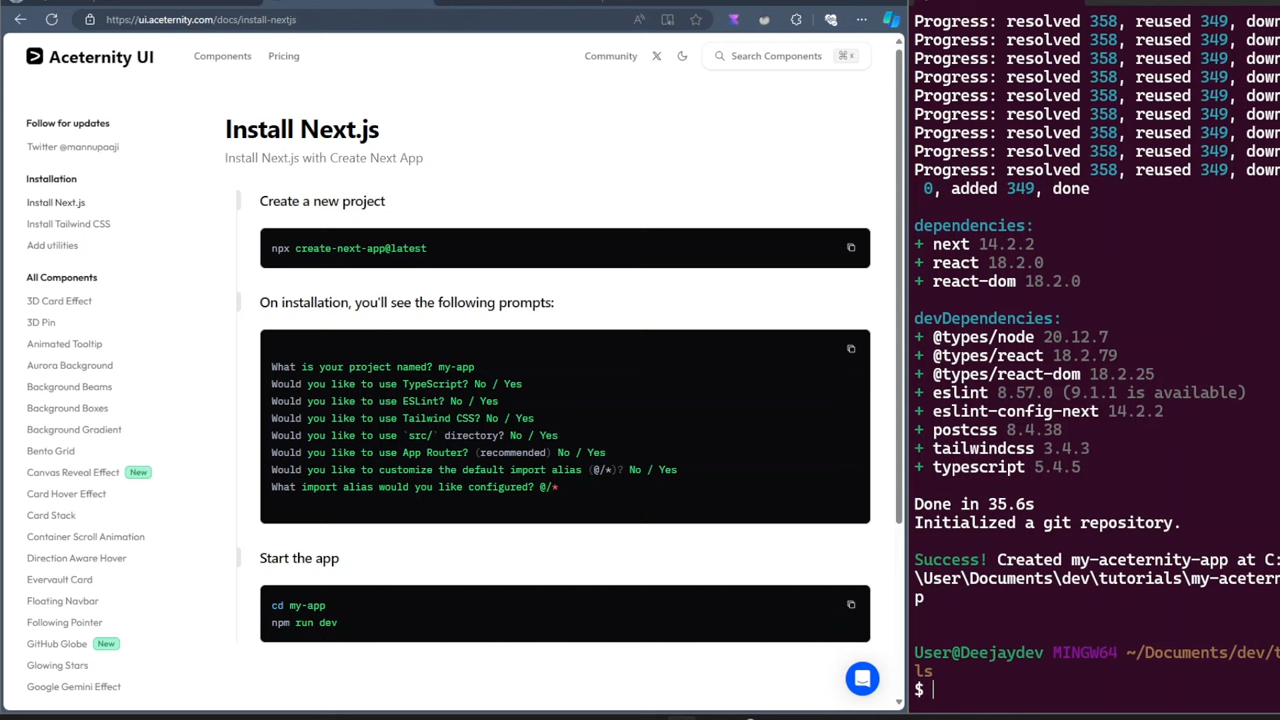 https://ui.aceternity.com/docs/install-nextjs
Aceternity UI
Components
Pricing
Community
Search Components
⌘K
Follow for updates
Twitter @mannupaaji
Installation
Install Next.js
Install Tailwind CSS
Add utilities
All Components
3D Card Effect
3D Pin
Animated Tooltip
Aurora Background
Background Beams
Background Boxes
Background Gradient
Bento Grid
Canvas Reveal Effect New
Card Hover Effect
Card Stack
Container Scroll Animation
Direction Aware Hover
Evervault Card
Floating Navbar
Following Pointer
GitHub Globe New
Glowing Stars
Google Gemini Effect
Install Next.js
Install Next.js with Create Next App
Create a new project
npx create-next-app@latest
On installation, you'll see the following prompts:
What is your project named? my-app
Would you like to use TypeScript? No / Yes
Would you like to use ESLint? No / Yes
Would you like to use Tailwind CSS? No / Yes
Would you like to use `src/` directory? No / Yes
Would you like to use App Router? (recommended) No / Yes
Would you like to customize the default import alias (@/*)? No / Yes
What import alias would you like configured? @/*
Start the app
cd my-app
npm run dev
Progress: resolved 358, reused 349, down
Progress: resolved 358, reused 349, down
Progress: resolved 358, reused 349, down
Progress: resolved 358, reused 349, down
Progress: resolved 358, reused 349, down
Progress: resolved 358, reused 349, down
Progress: resolved 358, reused 349, down
Progress: resolved 358, reused 349, down
Progress: resolved 358, reused 349, down
0, added 349, done
dependencies:
+ next 14.2.2
+ react 18.2.0
+ react-dom 18.2.0
devDependencies:
+ @types/node 20.12.7
+ @types/react 18.2.79
+ @types/react-dom 18.2.25
+ eslint 8.57.0 (9.1.1 is available)
+ eslint-config-next 14.2.2
+ postcss 8.4.38
+ tailwindcss 3.4.3
+ typescript 5.4.5
Done in 35.6s
Initialized a git repository.
Success! Created my-aceternity-app at C:
\User\Documents\dev\tutorials\my-acetern
p
User@Deejaydev MINGW64 ~/Documents/dev/t
ls
$